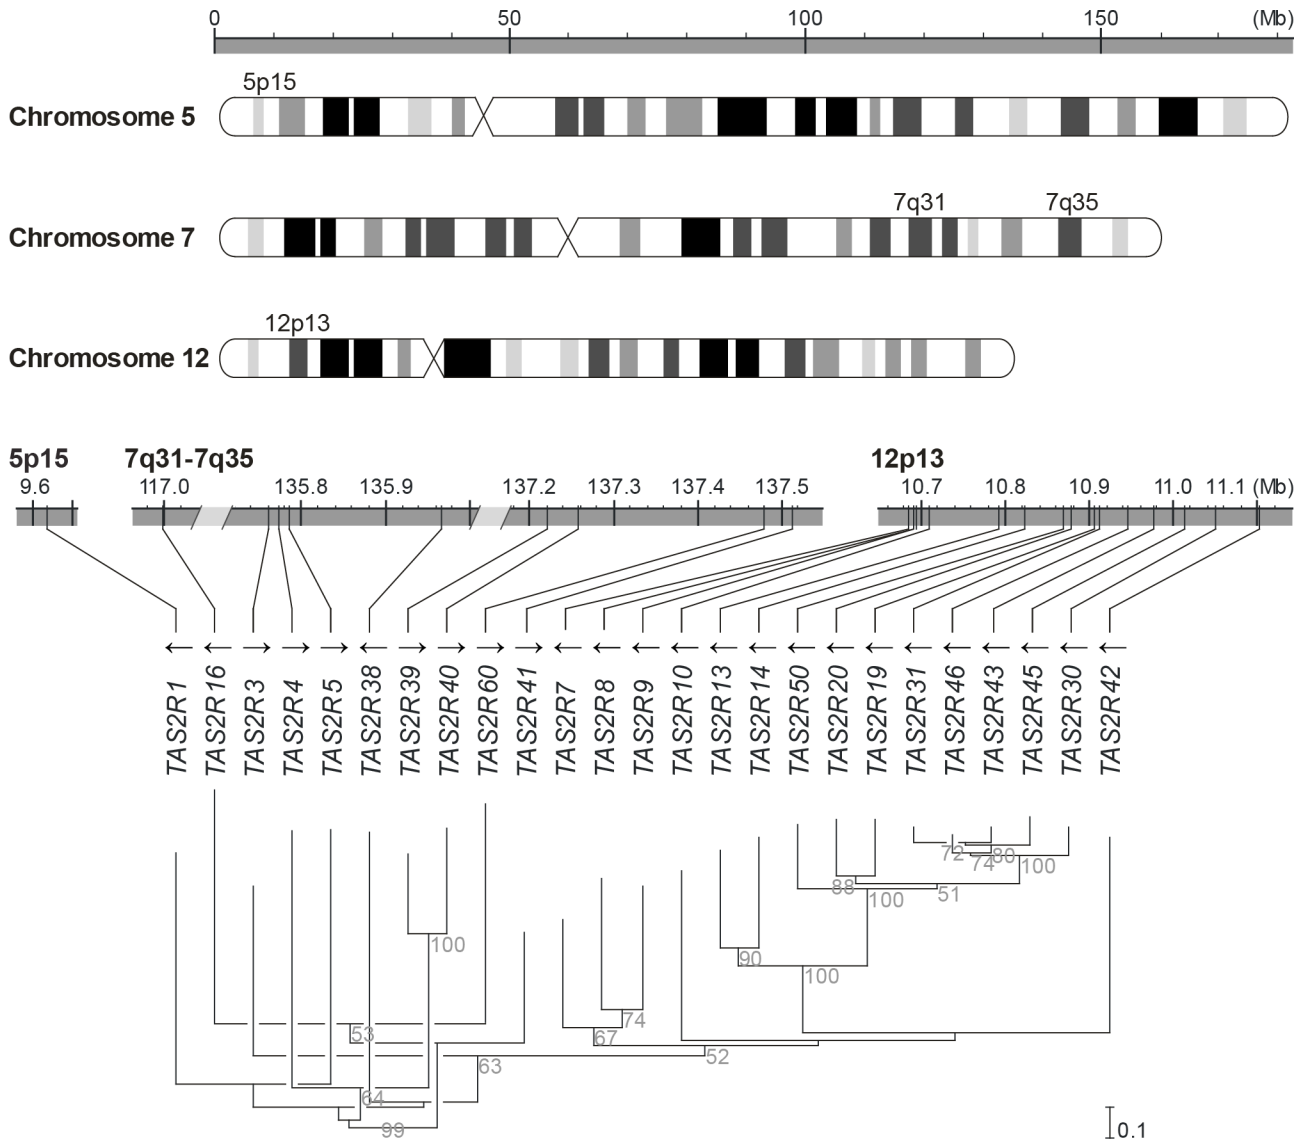 0 50 100 150 (Mb)
5p15
Chromosome 5
7q31 7q35
Chromosome 7
12p13
Chromosome 12
5p15 7q31-7q35 12p13
9.6 117.0 135.8 135.9 137.2 137.3 137.4 137.5 10.7 10.8 10.9 11.0 11.1 (Mb)
TAS2R1
TAS2R16
TAS2R3
TAS2R4
TAS2R5
TAS2R38
TAS2R39
TAS2R40
TAS2R60
TAS2R41
TAS2R7
TAS2R8
TAS2R9
TAS2R10
TAS2R13
TAS2R14
TAS2R50
TAS2R20
TAS2R19
TAS2R31
TAS2R46
TAS2R43
TAS2R45
TAS2R30
TAS2R42
72 74 80 100
88 100 51
100 90 100
53 67 74
63 52
64
99 0.1